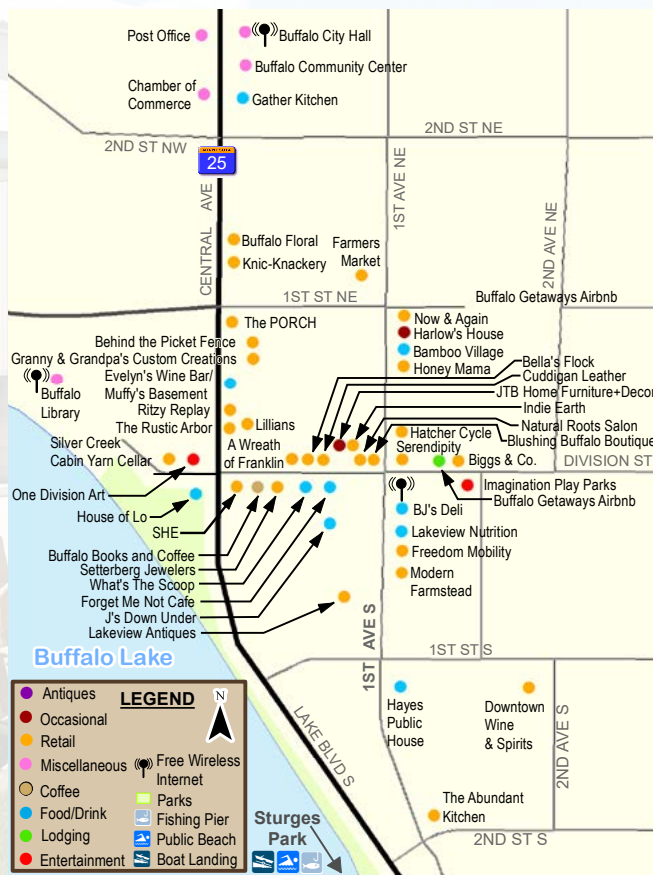 Post Office
Buffalo City Hall
Buffalo Community Center
Chamber of
Commerce
Gather Kitchen
2ND ST NE
2ND ST NW
25
CENTRAL AVE
1ST AVE NE
2ND AVE NE
Buffalo Floral
Knic-Knackery
Farmers
Market
1ST ST NE
Buffalo Getaways Airbnb
The PORCH
Now & Again
Harlow's House
Bamboo Village
Honey Mama
Behind the Picket Fence
Granny & Grandpa's Custom Creations
Evelyn's Wine Bar/
Muffy's Basement
Buffalo
Library
Ritzy Replay
The Rustic Arbor
Lillians
Bella's Flock
Cuddigan Leather
JTB Home Furniture+Decor
Indie Earth
Natural Roots Salon
Blushing Buffalo Boutique
Hatcher Cycle
Serendipity
A Wreath
of Franklin
Silver Creek
Cabin Yarn Cellar
Biggs & Co.
DIVISION ST
One Division Art
House of Lo
SHE
Imagination Play Parks
Buffalo Getaways Airbnb
BJ's Deli
Lakeview Nutrition
Freedom Mobility
Modern
Farmstead
Buffalo Books and Coffee
Setterberg Jewelers
What's The Scoop
Forget Me Not Cafe
J's Down Under
Lakeview Antiques
1ST AVE S
1ST ST S
Buffalo Lake
Hayes
Public
House
Downtown
Wine
& Spirits
2ND AVE S
LAKE BLVD S
The Abundant
Kitchen
2ND ST S
Sturges
Park
LEGEND
N
Antiques
Occasional
Retail
Miscellaneous
Coffee
Food/Drink
Lodging
Entertainment
Free Wireless
Internet
Parks
Fishing Pier
Public Beach
Boat Landing